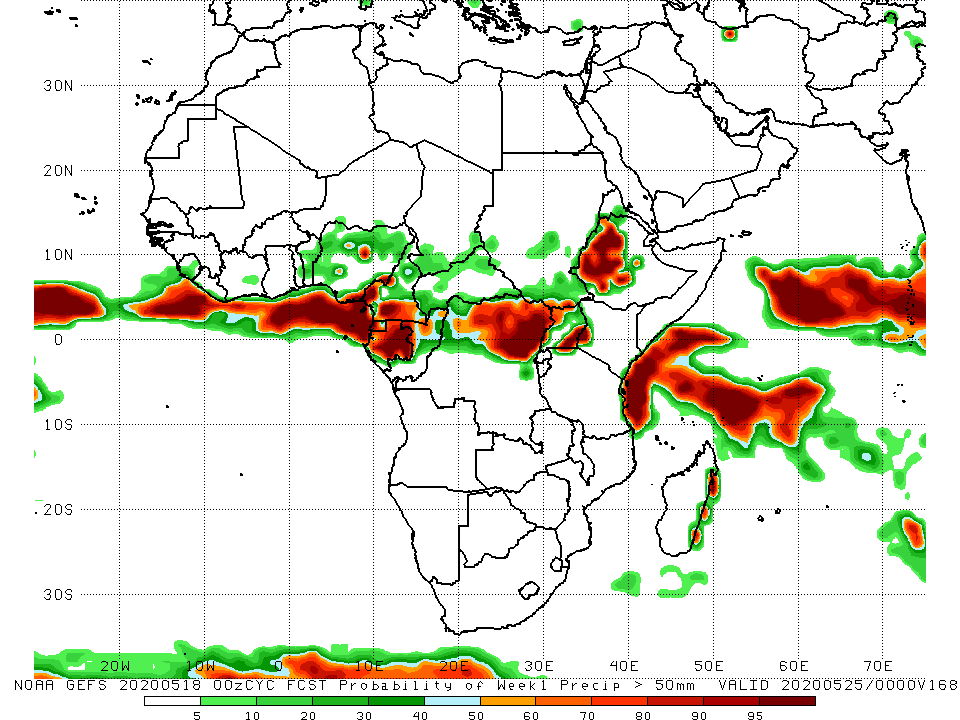 30N
20N
10N
0
10S
20S
30S
20W 10W 0 10E 20E 30E 40E 50E 60E 70E
NOAA GEFS 20200518 00zCYC FCST Probability of Week1 Precip > 50mm VALID 20200525/0000V168
5 10 20 30 40 50 60 70 80 90 95